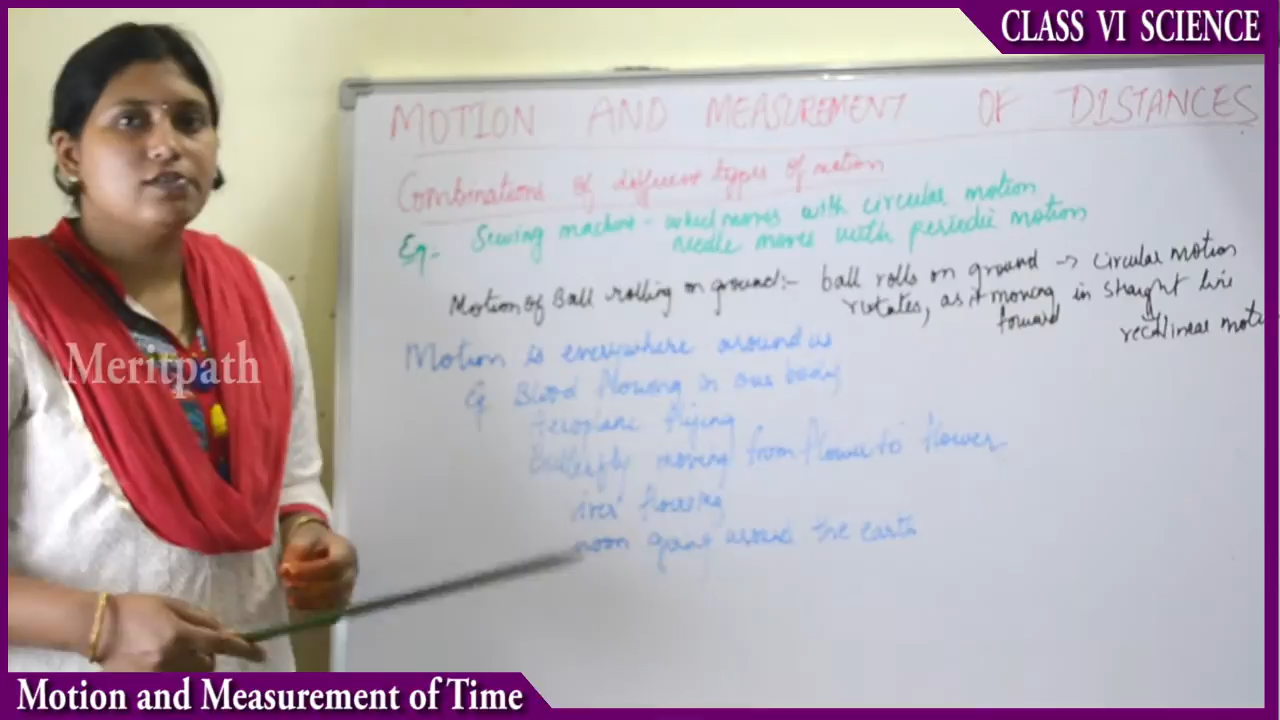 CLASS VI SCIENCE
MOTION AND MEASUREMENT OF DISTANCES
Combinations of different types of motion
Eg:- Sewing machine - which moves with circular motion
needle moves with periodic motion
Motion of Ball rolling on ground:- ball rolls on ground -> circular motion
rotates, as it moving in straight line
forward
rectilinear moti
Motion is everywhere around us
Eg Blood flowing in our body
Aeroplane flying
Butterfly moving from flower to flower
river flowing
moon going around the earth
Meritpath
Motion and Measurement of Time